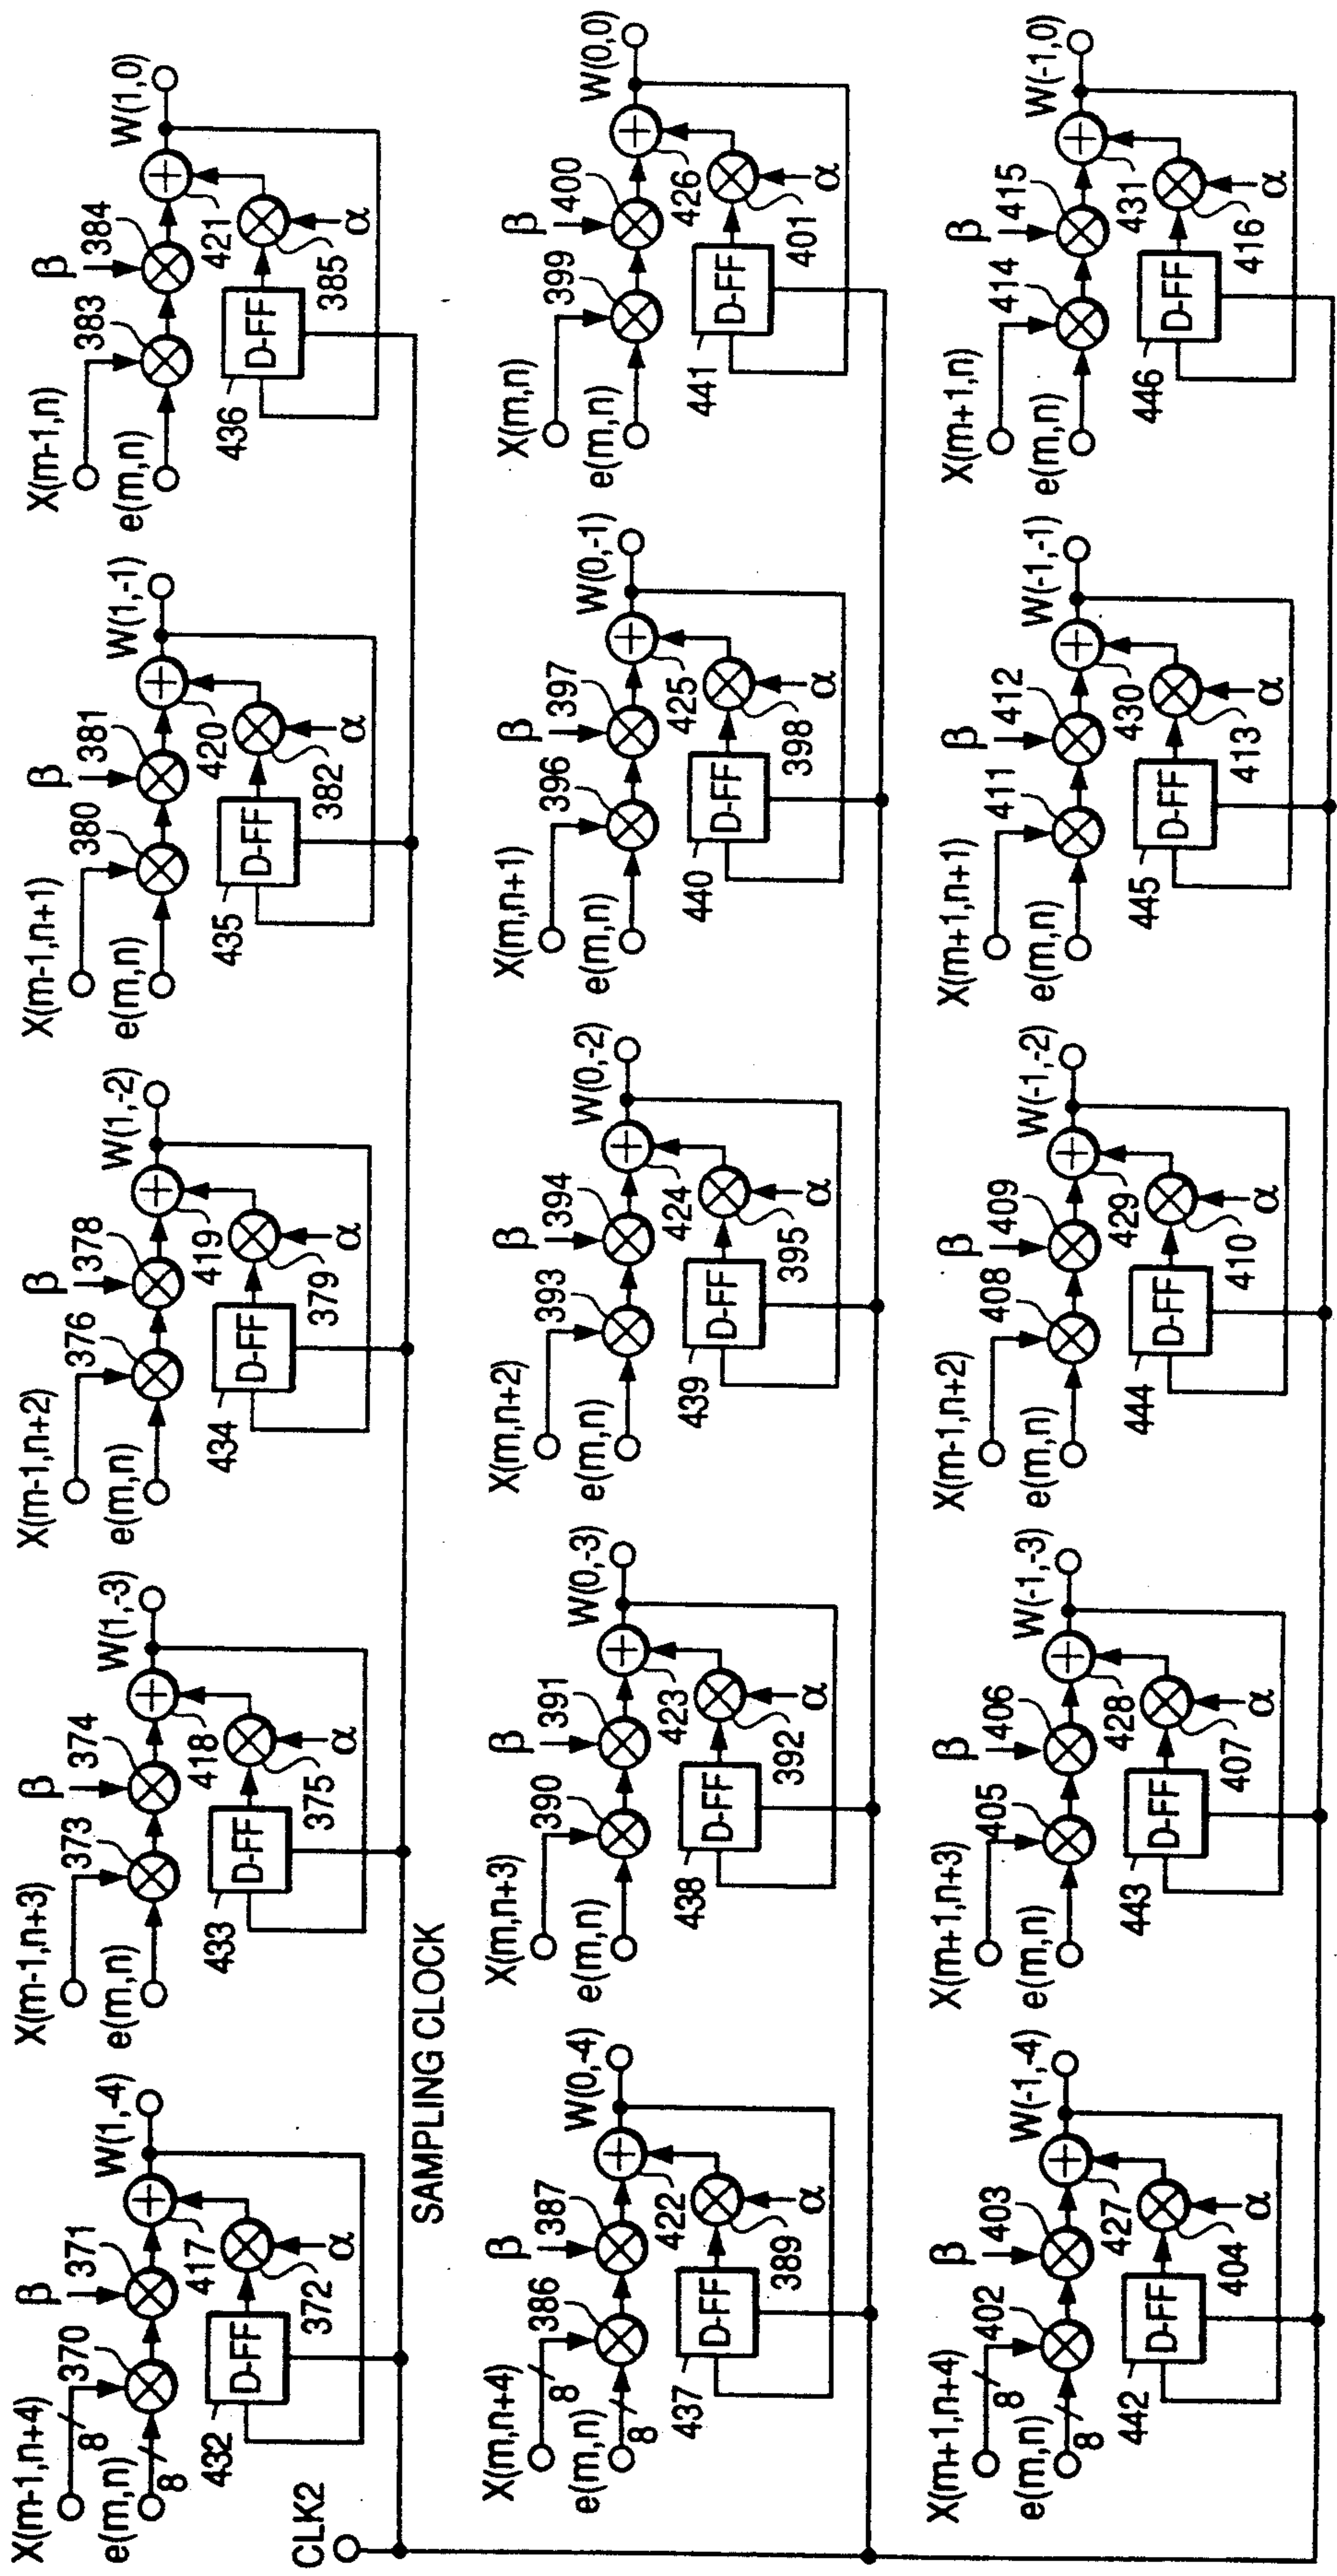 X(m-1,n+4)
8
370
β
371
W(1,-4)
e(m,n)
8
417
432
D-FF
372
α
X(m-1,n+3)
373
β
374
W(1,-3)
e(m,n)
418
433
D-FF
375
α
X(m-1,n+2)
376
β
378
W(1,-2)
e(m,n)
419
434
D-FF
379
α
X(m-1,n+1)
380
β
381
W(1,-1)
e(m,n)
420
435
D-FF
382
α
X(m-1,n)
383
β
384
W(1,0)
e(m,n)
421
436
D-FF
385
α
CLK2
SAMPLING CLOCK
X(m,n+4)
8
386
β
387
W(0,-4)
e(m,n)
8
422
437
D-FF
389
α
X(m,n+3)
390
β
391
W(0,-3)
e(m,n)
423
438
D-FF
392
α
X(m,n+2)
393
β
394
W(0,-2)
e(m,n)
424
439
D-FF
395
α
X(m,n+1)
396
β
397
W(0,-1)
e(m,n)
425
440
D-FF
398
α
X(m,n)
399
β
400
W(0,0)
e(m,n)
426
441
D-FF
401
α
X(m+1,n+4)
8
402
β
403
W(-1,-4)
e(m,n)
8
427
442
D-FF
404
α
X(m+1,n+3)
405
β
406
W(-1,-3)
e(m,n)
428
443
D-FF
407
α
X(m-1,n+2)
408
β
409
W(-1,-2)
e(m,n)
429
444
D-FF
410
α
X(m+1,n+1)
411
β
412
W(-1,-1)
e(m,n)
430
445
D-FF
413
α
X(m+1,n)
414
β
415
W(-1,0)
e(m,n)
431
446
D-FF
416
α